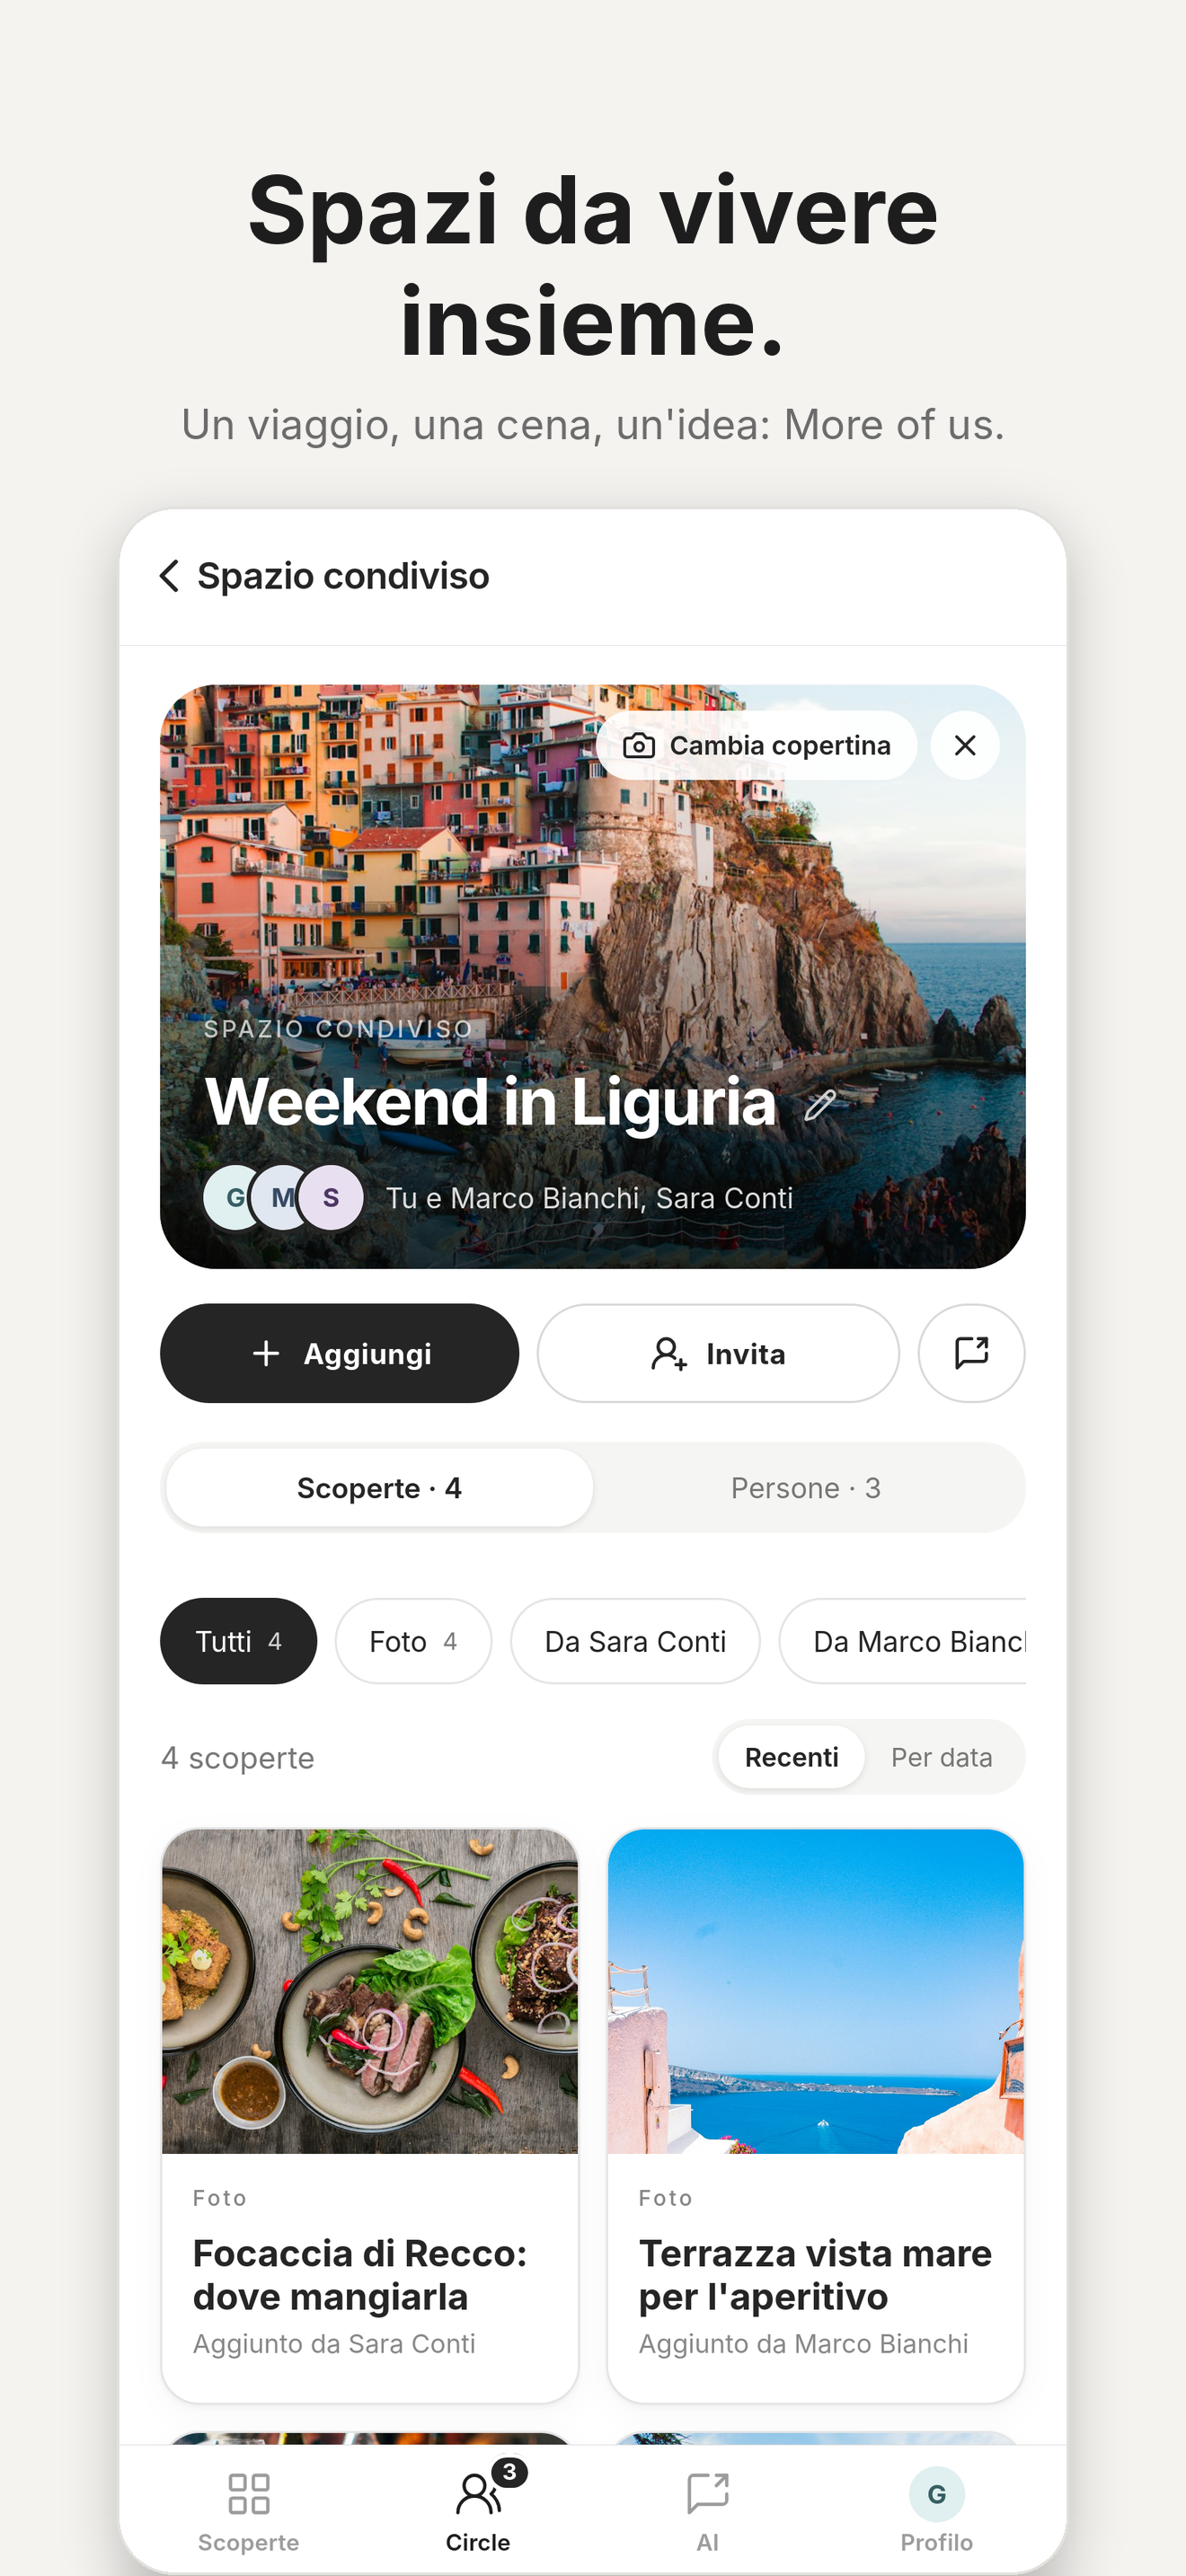 Spazi da vivere
insieme.
Un viaggio, una cena, un'idea: More of us.
Spazio condiviso
Cambia copertina
SPAZIO CONDIVISO
Weekend in Liguria
G M S Tu e Marco Bianchi, Sara Conti
Aggiungi Invita
Scoperte · 4 Persone · 3
Tutti 4 Foto 4 Da Sara Conti Da Marco Bianch
4 scoperte Recenti Per data
Foto
Focaccia di Recco:
dove mangiarla
Aggiunto da Sara Conti
Foto
Terrazza vista mare
per l'aperitivo
Aggiunto da Marco Bianchi
3
G
Scoperte Circle AI Profilo